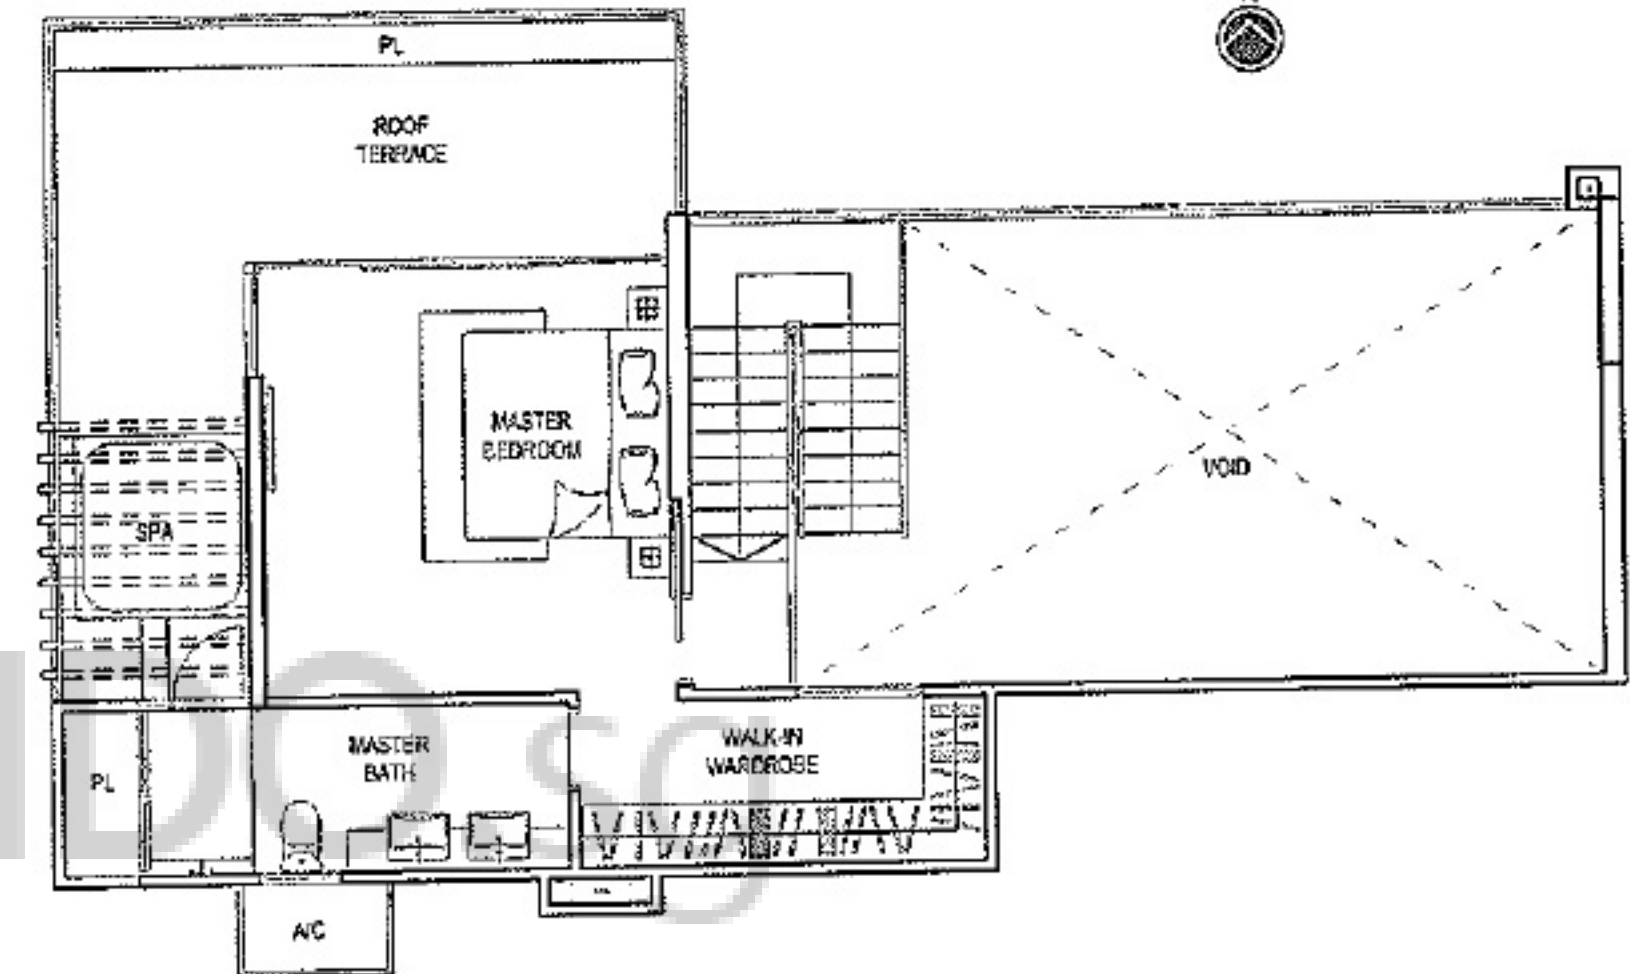 PL
ROOF
TERRACE
MASTER
BEDROOM
VOID
SPA
MASTER
BATH
WALK-IN
WARDROBE
PL
A/C